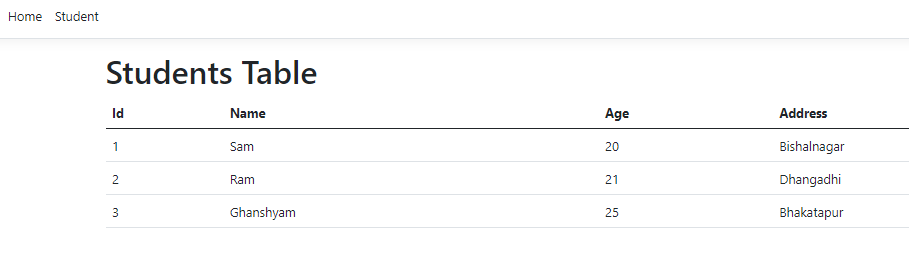 Home Student
Students Table
Id Name Age Address
1 Sam 20 Bishalnagar
2 Ram 21 Dhangadhi
3 Ghanshyam 25 Bhakatapur